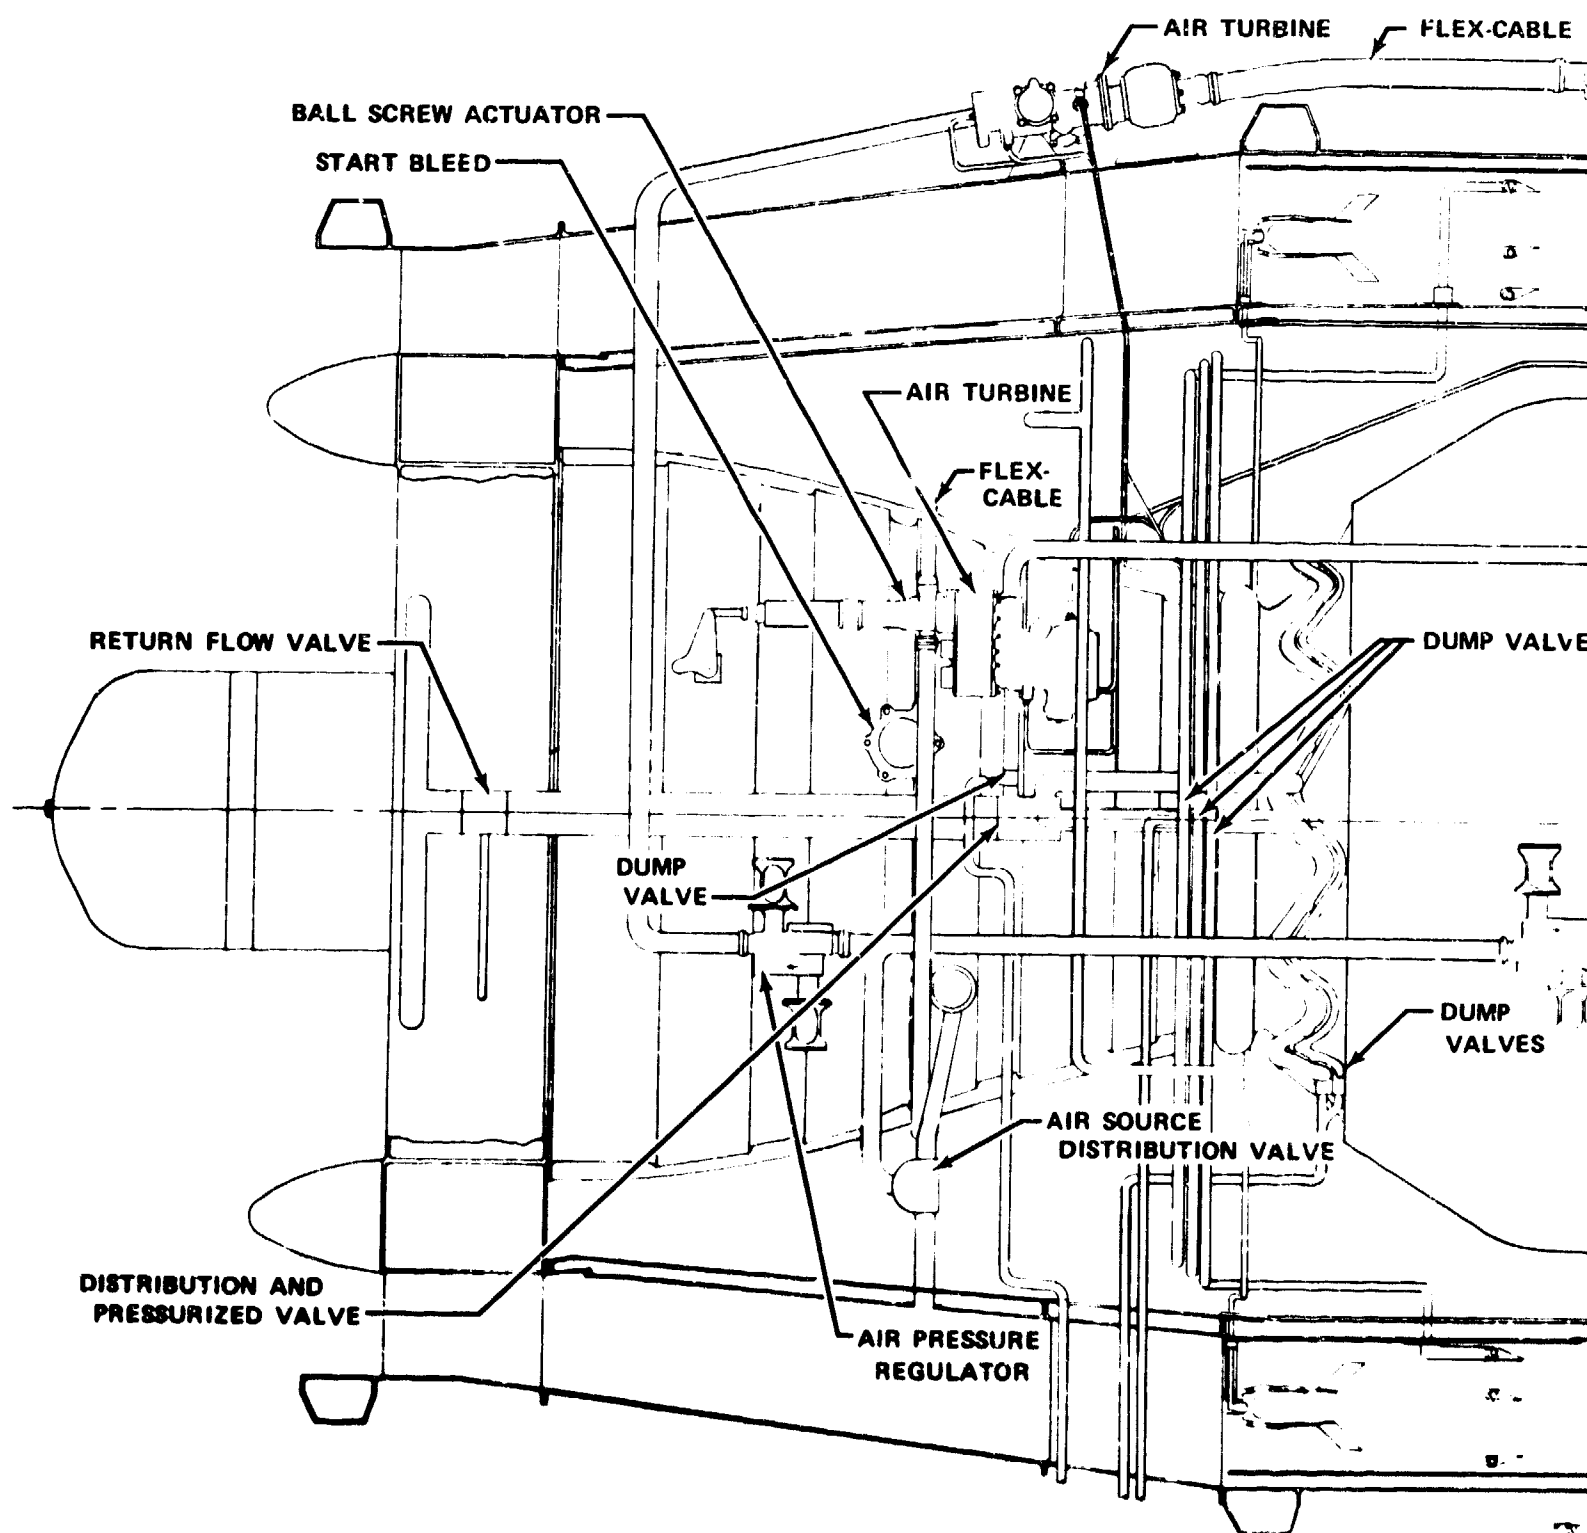 AIR TURBINE
FLEX-CABLE
BALL SCREW ACTUATOR
START BLEED
AIR TURBINE
FLEX-
CABLE
RETURN FLOW VALVE
DUMP VALVE
DUMP
VALVE
DUMP
VALVES
AIR SOURCE
DISTRIBUTION VALVE
DISTRIBUTION AND
PRESSURIZED VALVE
AIR PRESSURE
REGULATOR